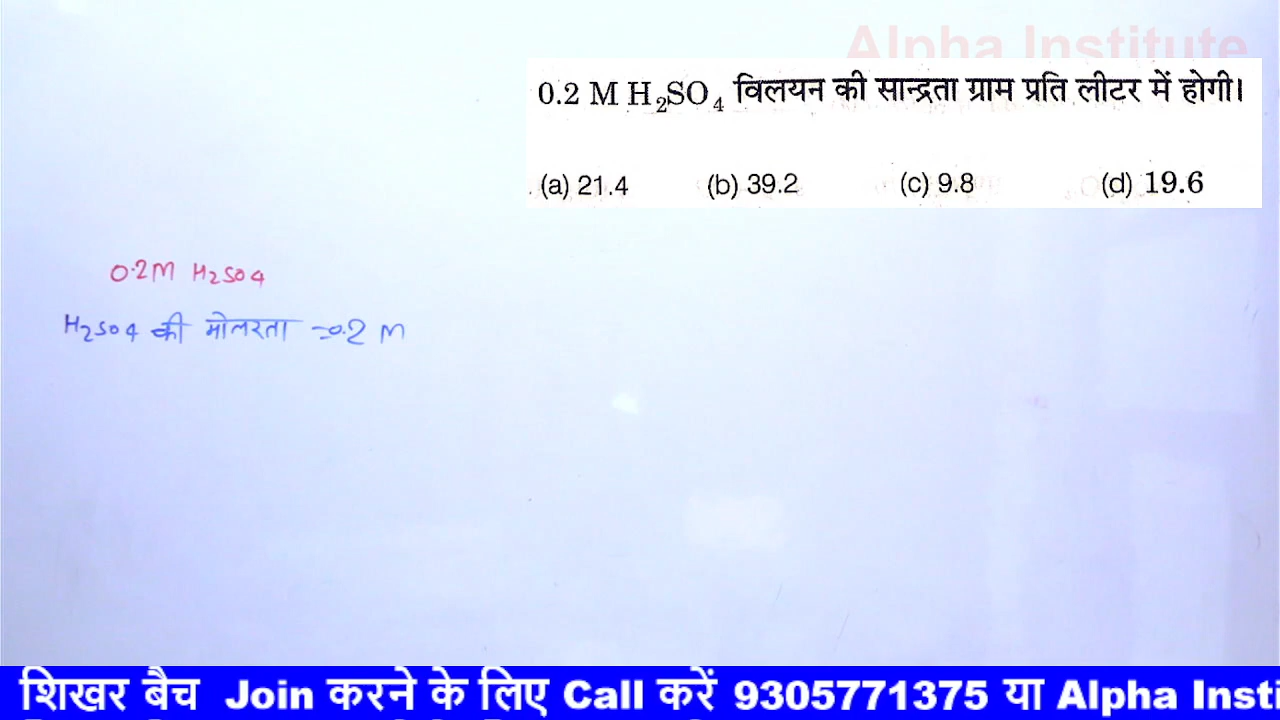 Alpha Institute
0.2 M H₂SO₄ विलयन की सान्द्रता ग्राम प्रति लीटर में होगी।
(a) 21.4 (b) 39.2 (c) 9.8 (d) 19.6
0.2M H₂SO₄
H₂SO₄ की मोलरता = 0.2 M
शिखर बैच Join करने के लिए Call करें 9305771375 या Alpha Insti